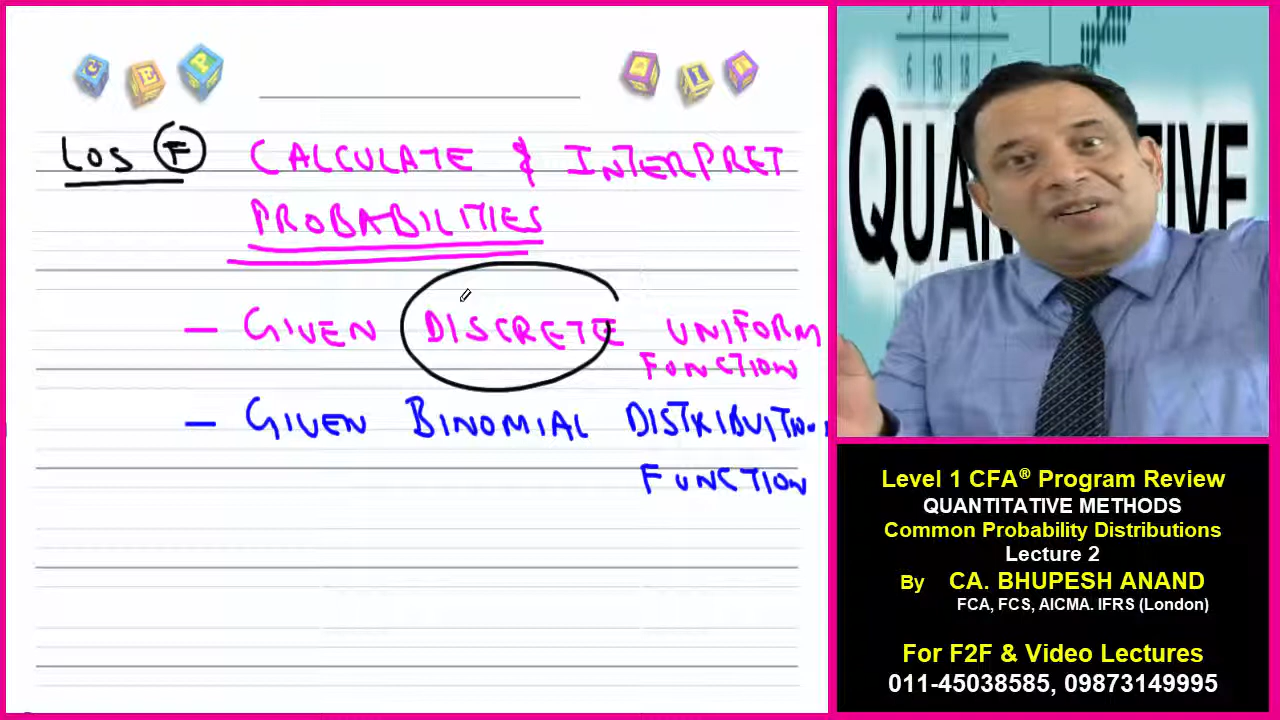 LOS F CALCULATE & INTERPRET
PROBABILITIES
— GIVEN DISCRETE UNIFORM
FUNCTION
— GIVEN BINOMIAL DISTRIBUTION
FUNCTION
QUANTITATIVE
Level 1 CFA® Program Review
QUANTITATIVE METHODS
Common Probability Distributions
Lecture 2
By CA. BHUPESH ANAND
FCA, FCS, AICMA. IFRS (London)
For F2F & Video Lectures
011-45038585, 09873149995